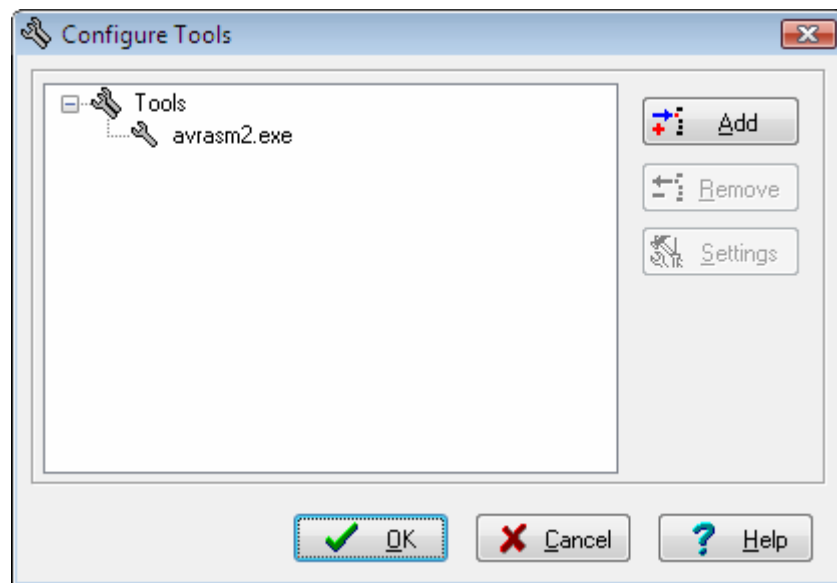 Configure Tools
Tools
avrasm2.exe
Add
Remove
Settings
OK
Cancel
Help